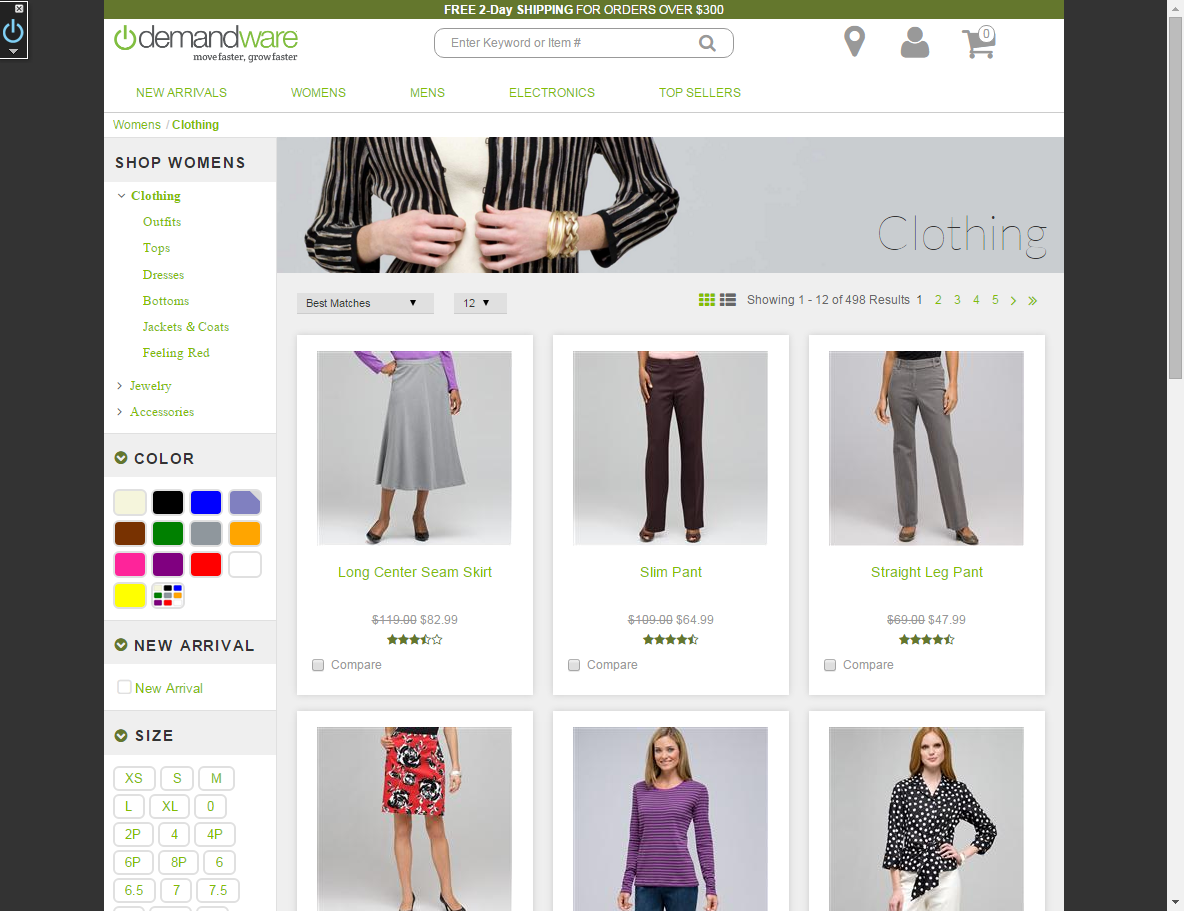 FREE 2-Day SHIPPING FOR ORDERS OVER $300
demandware
move faster, grow faster
Enter Keyword or Item #
0
NEW ARRIVALS WOMENS MENS ELECTRONICS TOP SELLERS
Womens / Clothing
SHOP WOMENS
Clothing
Outfits
Tops
Dresses
Bottoms
Jackets & Coats
Feeling Red
Jewelry
Accessories
COLOR
NEW ARRIVAL
New Arrival
SIZE
XS S M
L XL 0
2P 4 4P
6P 8P 6
6.5 7 7.5
Clothing
Best Matches 12 Showing 1 - 12 of 498 Results 1 2 3 4 5 › »
Long Center Seam Skirt
$119.00 $82.99
Compare
Slim Pant
$109.00 $64.99
Compare
Straight Leg Pant
$69.00 $47.99
Compare